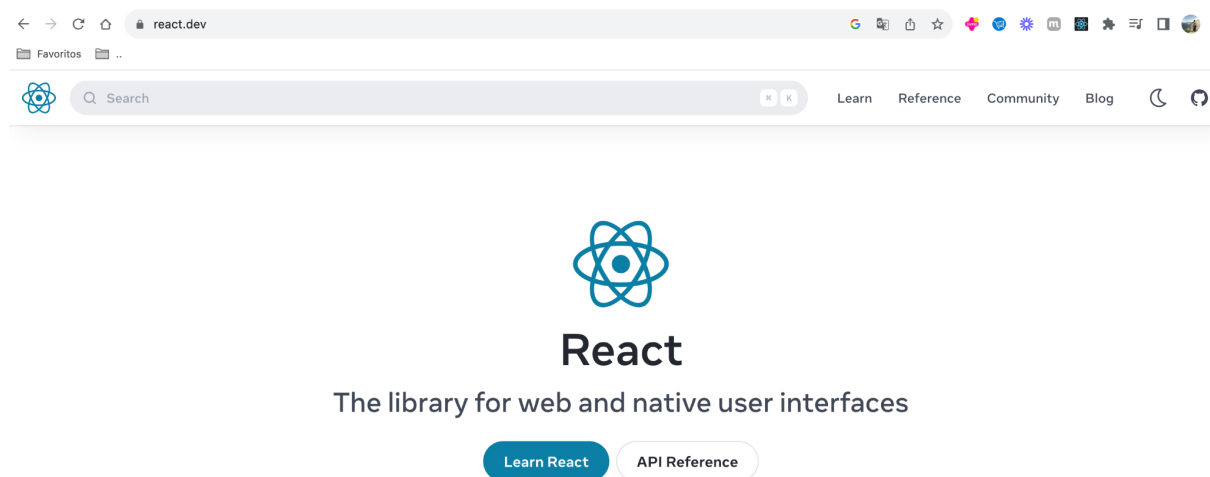 react.dev
Favoritos ..
Search ⌘ K Learn Reference Community Blog
React
The library for web and native user interfaces
Learn React API Reference